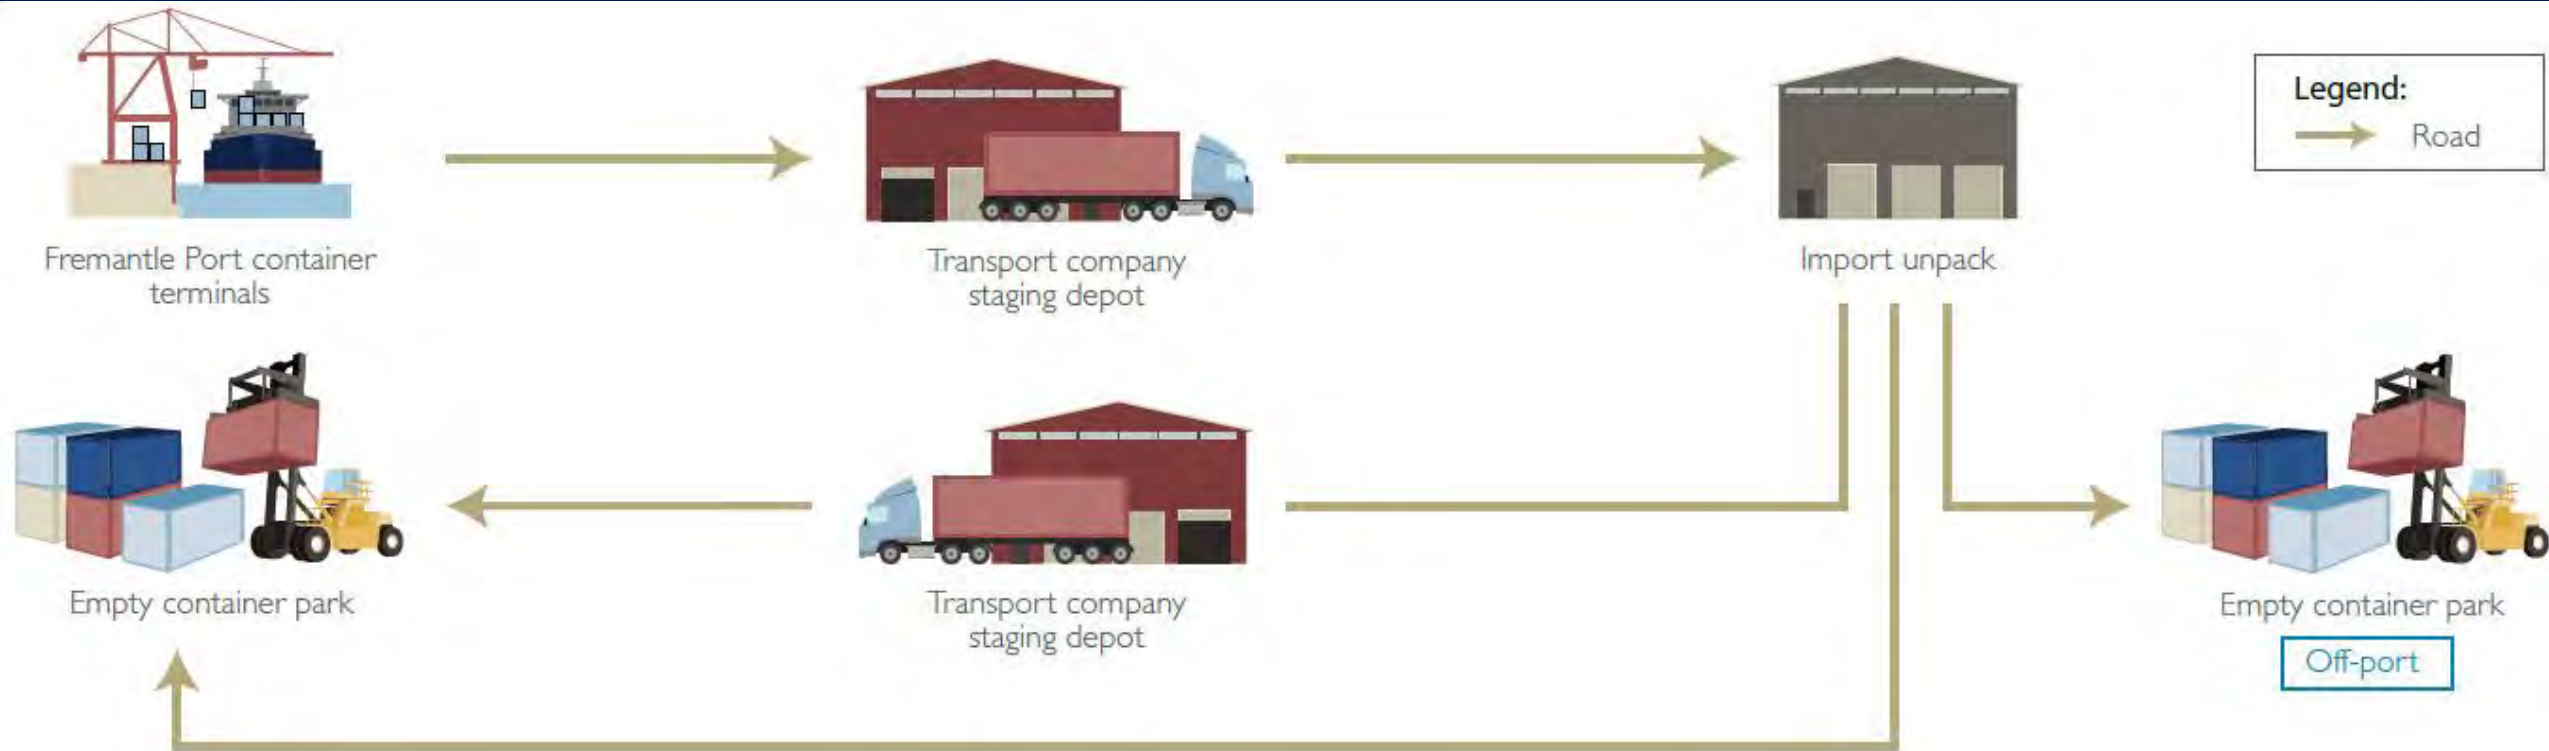 Legend:
Road
Fremantle Port container
terminals
Transport company
staging depot
Import unpack
Empty container park
Transport company
staging depot
Empty container park
Off-port